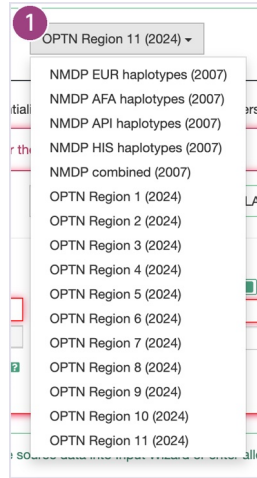 1
OPTN Region 11 (2024)
NMDP EUR haplotypes (2007)
NMDP AFA haplotypes (2007)
NMDP API haplotypes (2007)
NMDP HIS haplotypes (2007)
NMDP combined (2007)
OPTN Region 1 (2024)
OPTN Region 2 (2024)
OPTN Region 3 (2024)
OPTN Region 4 (2024)
OPTN Region 5 (2024)
OPTN Region 6 (2024)
OPTN Region 7 (2024)
OPTN Region 8 (2024)
OPTN Region 9 (2024)
OPTN Region 10 (2024)
OPTN Region 11 (2024)